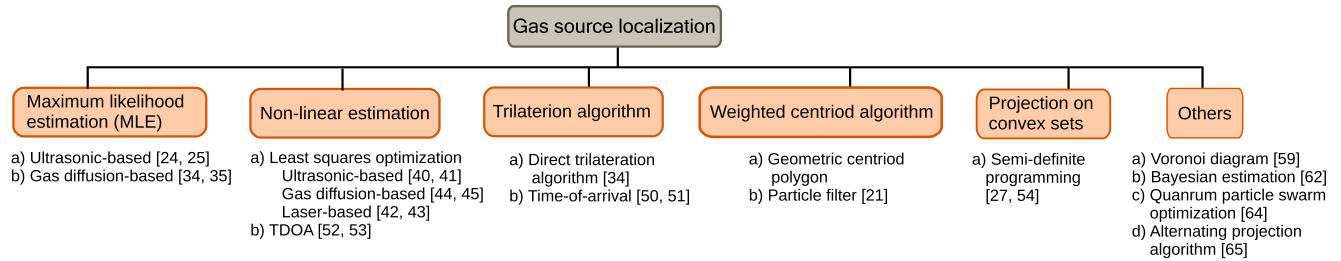 Gas source localization
Maximum likelihood
estimation (MLE)
a) Ultrasonic-based [24, 25]
b) Gas diffusion-based [34, 35]
Non-linear estimation
a) Least squares optimization
Ultrasonic-based [40, 41]
Gas diffusion-based [44, 45]
Laser-based [42, 43]
b) TDOA [52, 53]
Trilaterion algorithm
a) Direct trilateration
algorithm [34]
b) Time-of-arrival [50, 51]
Weighted centriod algorithm
a) Geometric centriod
polygon
b) Particle filter [21]
Projection on
convex sets
a) Semi-definite
programming
[27, 54]
Others
a) Voronoi diagram [59]
b) Bayesian estimation [62]
c) Quanrum particle swarm
optimization [64]
d) Alternating projection
algorithm [65]